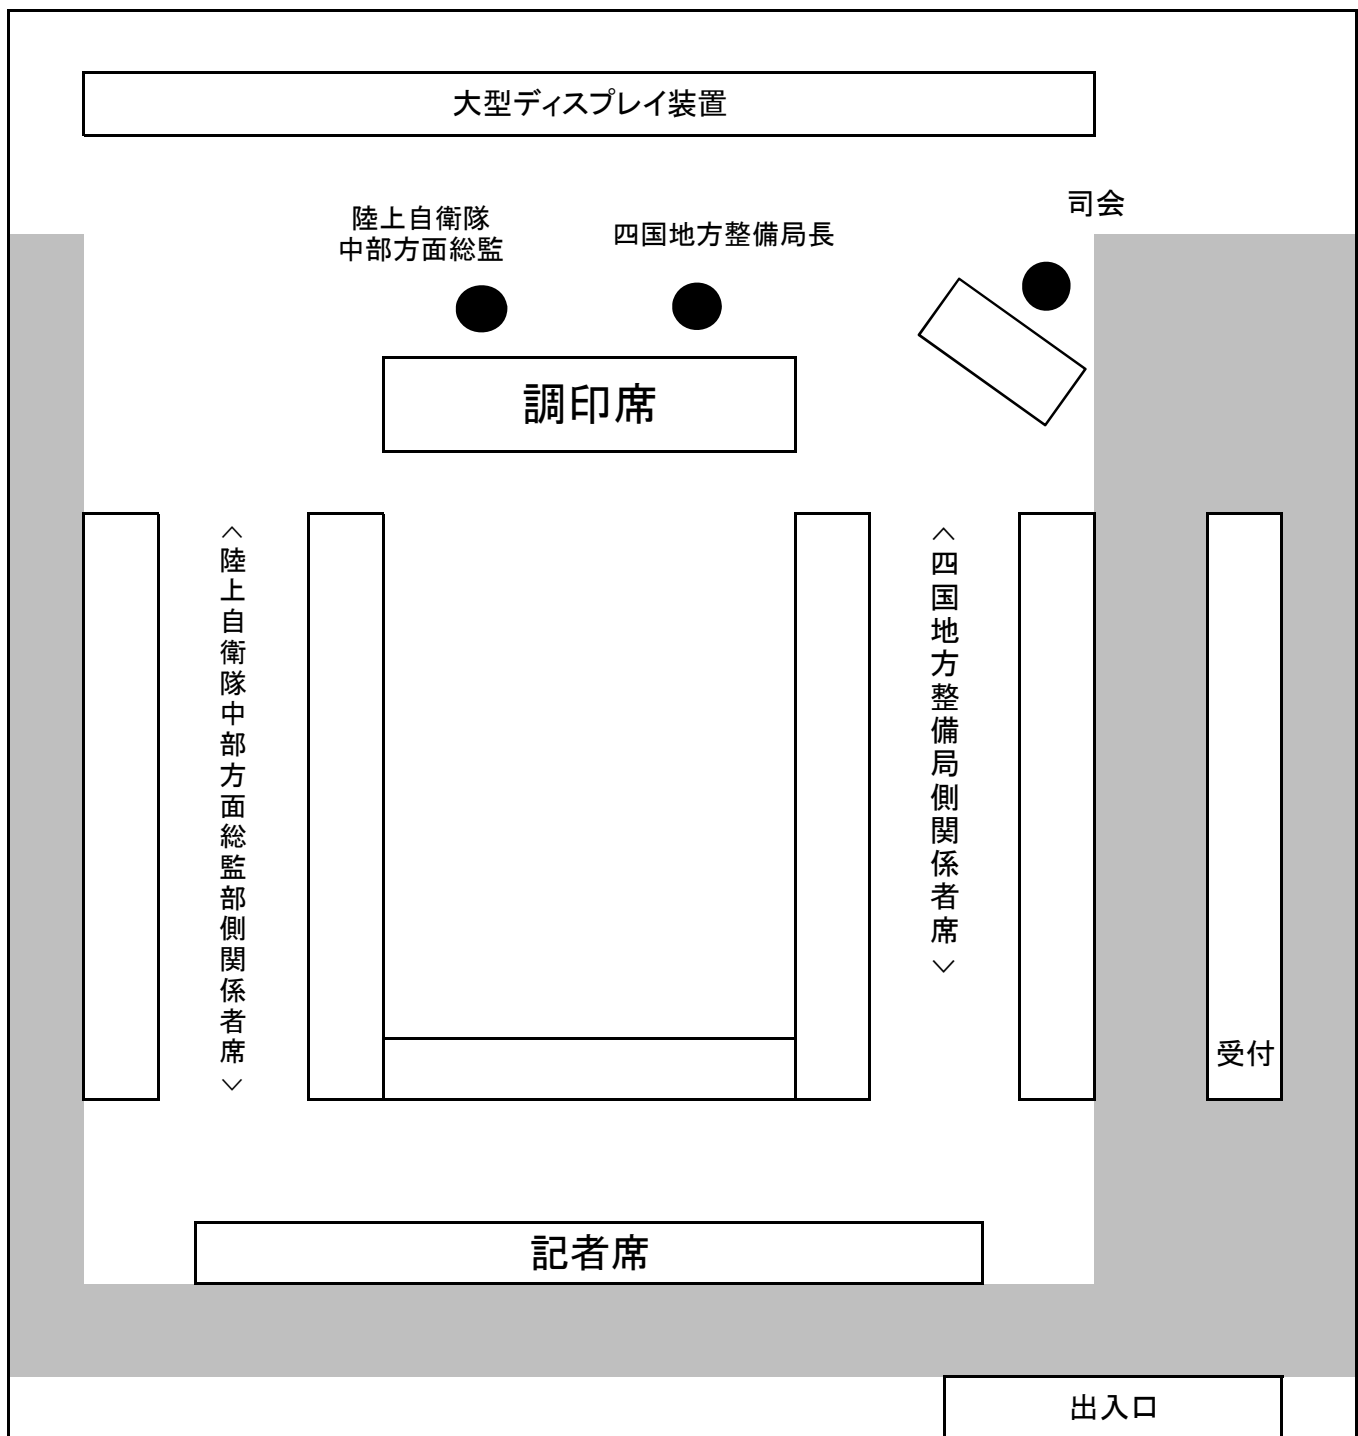 大型ディスプレイ装置
司会
陸上自衛隊
中部方面総監
四国地方整備局長
調印席
〈陸上自衛隊中部方面総監部側関係者席〉
〈四国地方整備局側関係者席〉
受付
記者席
出入口